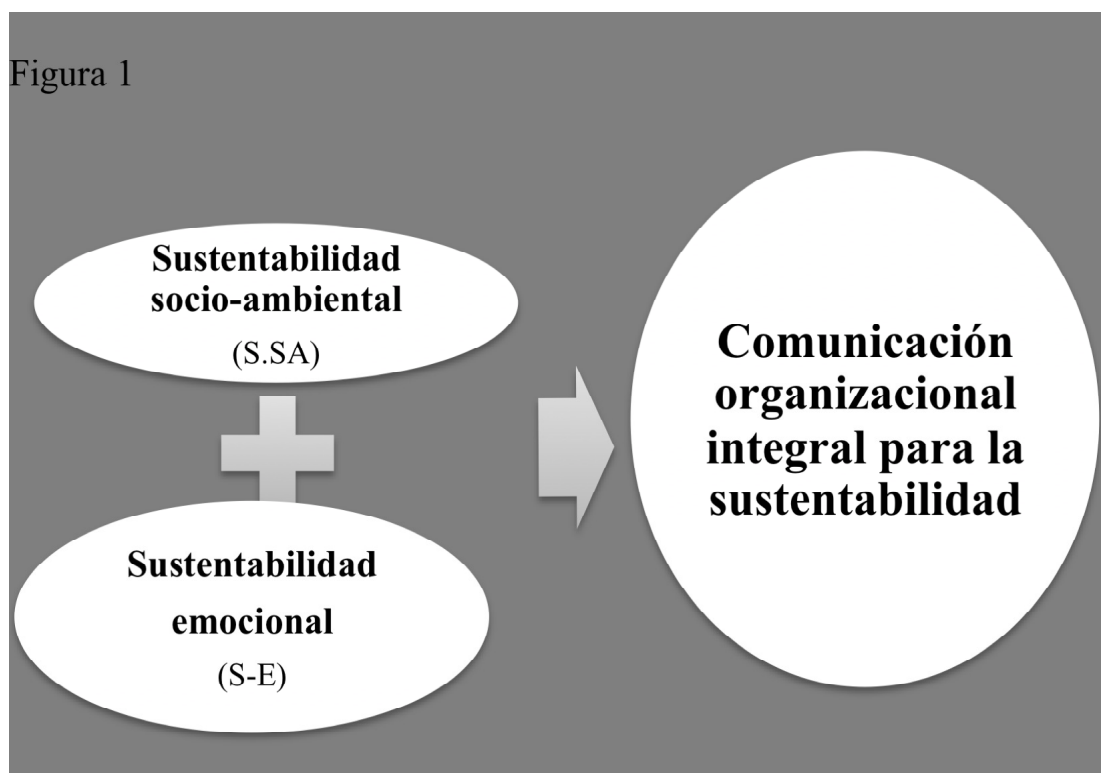 Figura 1
Sustentabilidad
socio-ambiental
(S.SA)
Sustentabilidad
emocional
(S-E)
Comunicación
organizacional
integral para la
sustentabilidad